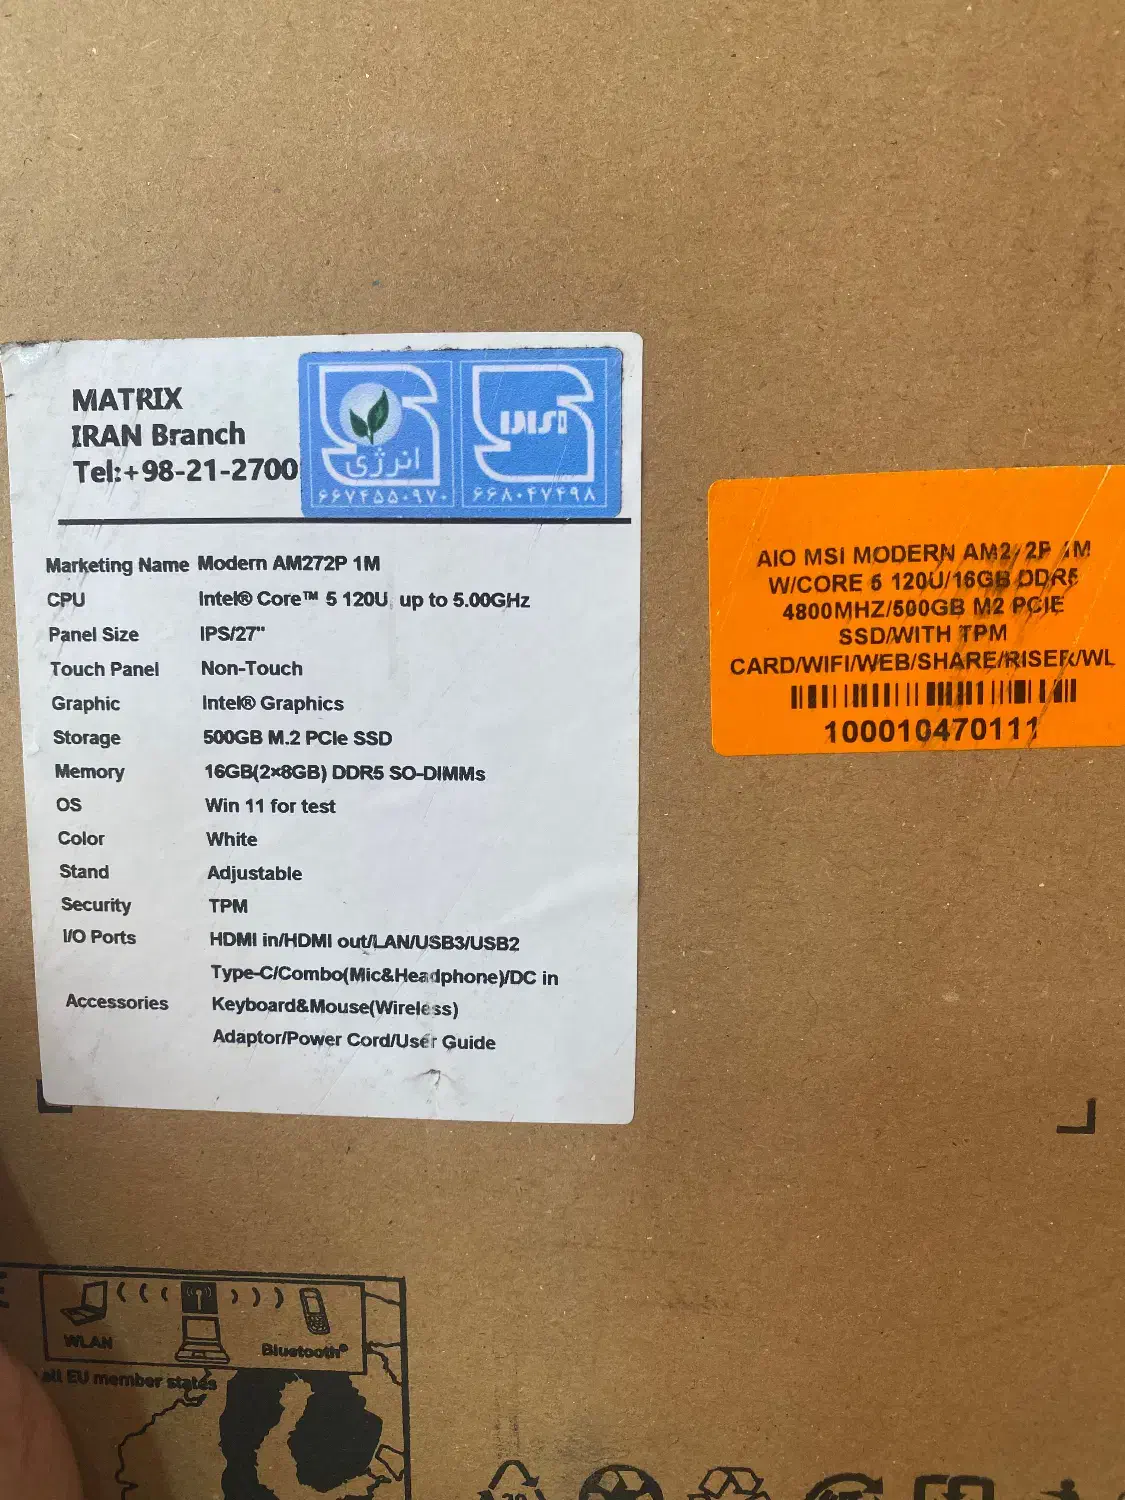 MATRIX
IRAN Branch
Tel:+98-21-2700
انرژی
۶۶۷۴۵۵۰۹۷۰
۶۶۸۰۴۷۴۹۸
Marketing Name Modern AM272P 1M
CPU Intel® Core™ 5 120U, up to 5.00GHz
Panel Size IPS/27"
Touch Panel Non-Touch
Graphic Intel® Graphics
Storage 500GB M.2 PCIe SSD
Memory 16GB(2×8GB) DDR5 SO-DIMMs
OS Win 11 for test
Color White
Stand Adjustable
Security TPM
I/O Ports HDMI in/HDMI out/LAN/USB3/USB2
Type-C/Combo(Mic&Headphone)/DC in
Accessories Keyboard&Mouse(Wireless)
Adaptor/Power Cord/User Guide
AIO MSI MODERN AM272P 1M
W/CORE 5 120U/16GB DDR5
4800MHZ/500GB M2 PCIE
SSD/WITH TPM
CARD/WIFI/WEB/SHARE/RISER/WL
100010470111
WLAN
Bluetooth®
all EU member states